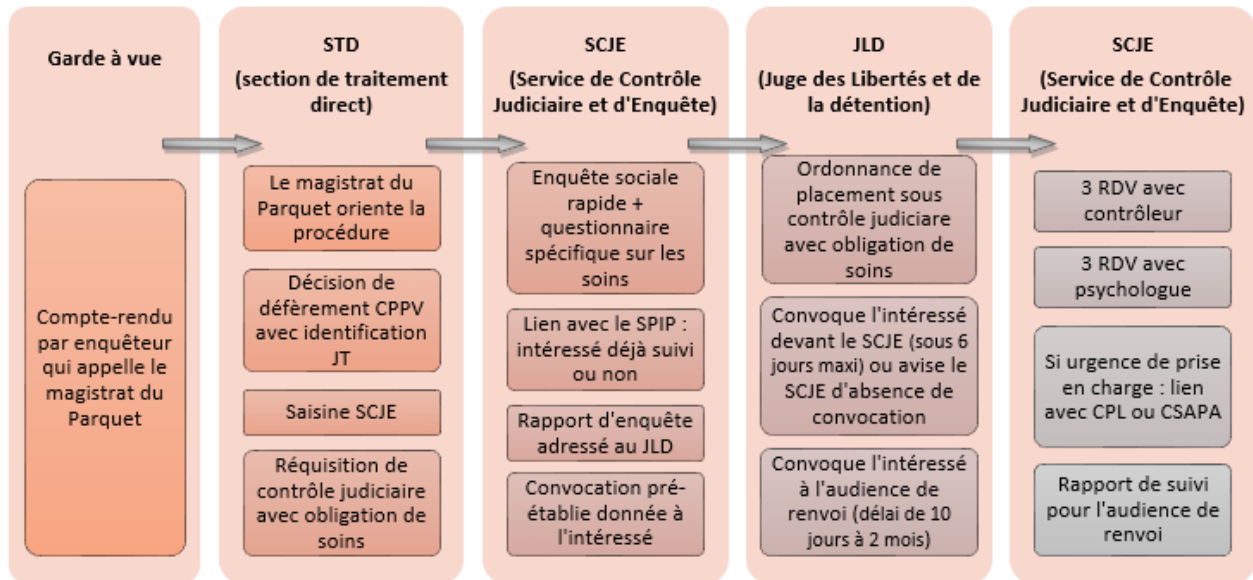 Garde à vue
Compte-rendu
par enquêteur
qui appelle le
magistrat du
Parquet
STD
(section de traitement
direct)
Le magistrat du
Parquet oriente la
procédure
Décision de
défèrement CPPV
avec identification
JT
Saisine SCJE
Réquisition de
contrôle judiciaire
avec obligation de
soins
SCJE
(Service de Contrôle
Judiciaire et d'Enquête)
Enquête sociale
rapide +
questionnaire
spécifique sur les
soins
Lien avec le SPIP :
intéressé déjà suivi
ou non
Rapport d'enquête
adressé au JLD
Convocation pré-
établie donnée à
l'intéressé
JLD
(Juge des Libertés et de
la détention)
Ordonnance de
placement sous
contrôle judiciare
avec obligation de
soins
Convoque l'intéressé
devant le SCJE (sous 6
jours maxi) ou avise le
SCJE d'absence de
convocation
Convoque l'intéressé
à l'audience de
renvoi (délai de 10
jours à 2 mois)
SCJE
(Service de Contrôle
Judiciaire et d'Enquête)
3 RDV avec
contrôleur
3 RDV avec
psychologue
Si urgence de prise
en charge : lien
avec CPL ou CSAPA
Rapport de suivi
pour l'audience de
renvoi